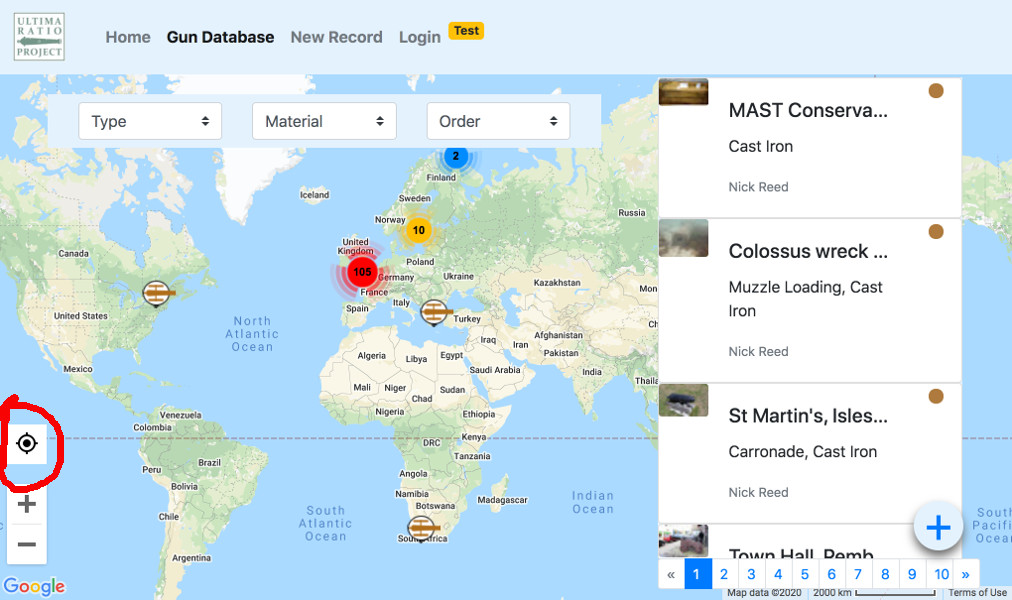 ULTIMA
RATIO
PROJECT
Home Gun Database New Record Login Test
Type Material Order
MAST Conserva...
Cast Iron
Nick Reed
Colossus wreck ...
Muzzle Loading, Cast
Iron
Nick Reed
St Martin's, Isles...
Carronade, Cast Iron
Nick Reed
Town Hall, Pemb
« 1 2 3 4 5 6 7 8 9 10 »
2
Finland
Iceland
Sweden
Norway
10
Russia
United
Kingdom
Canada
Poland
105
Germany
Ukraine
France
Kazakhstan
Mon
Italy
Spain
Turkey
United States
North
Atlantic
Ocean
Iraq
Iran
Afghanistan
Pakistan
Ch
Algeria
Libya
Egypt
Saudi Arabia
India
Mexico
Mali
Niger
Sudan
Chad
Thaila
Nigeria
Ethiopia
Venezuela
Colombia
DRC
Kenya
Tanzania
Brazil
Peru
Angola
Bolivia
Namibia
Botswana
Madagascar
Indian
Ocean
Chile
South
Atlantic
Ocean
South Africa
South
Pacific
Ocean
Argentina
+
−
+
Google
Map data ©2020 2000 km Terms of Use